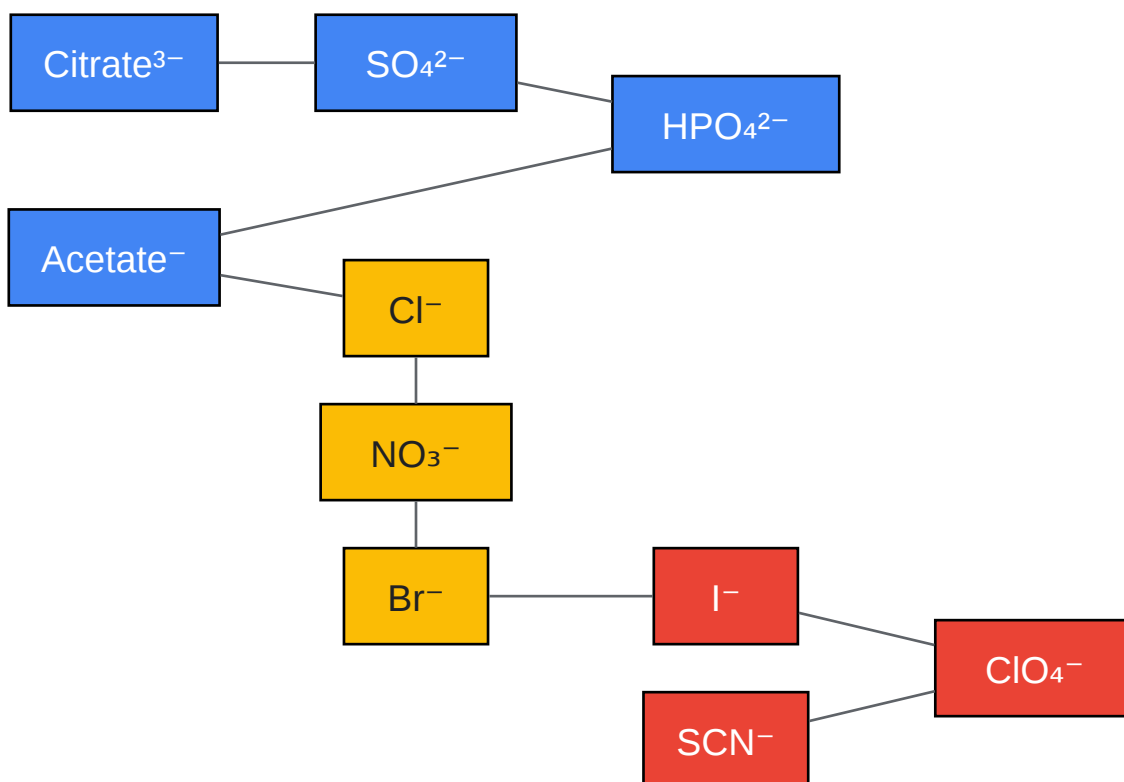 Citrate³⁻
SO₄²⁻
HPO₄²⁻
Acetate⁻
Cl⁻
NO₃⁻
Br⁻
I⁻
ClO₄⁻
SCN⁻